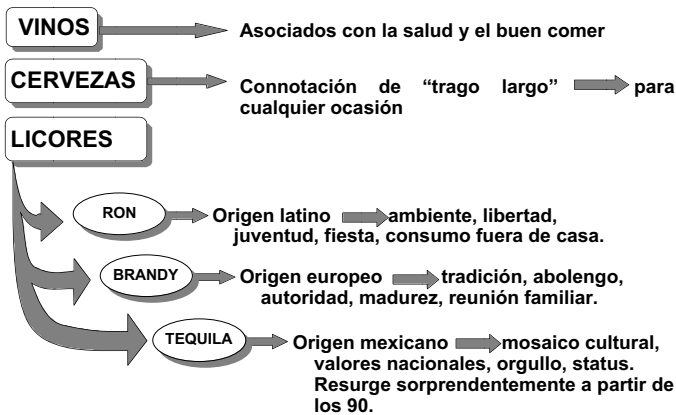 VINOS
Asociados con la salud y el buen comer
CERVEZAS
Connotación de “trago largo” para
cualquier ocasión
LICORES
RON
Origen latino ambiente, libertad,
juventud, fiesta, consumo fuera de casa.
BRANDY
Origen europeo tradición, abolengo,
autoridad, madurez, reunión familiar.
TEQUILA
Origen mexicano mosaico cultural,
valores nacionales, orgullo, status.
Resurge sorprendentemente a partir de
los 90.